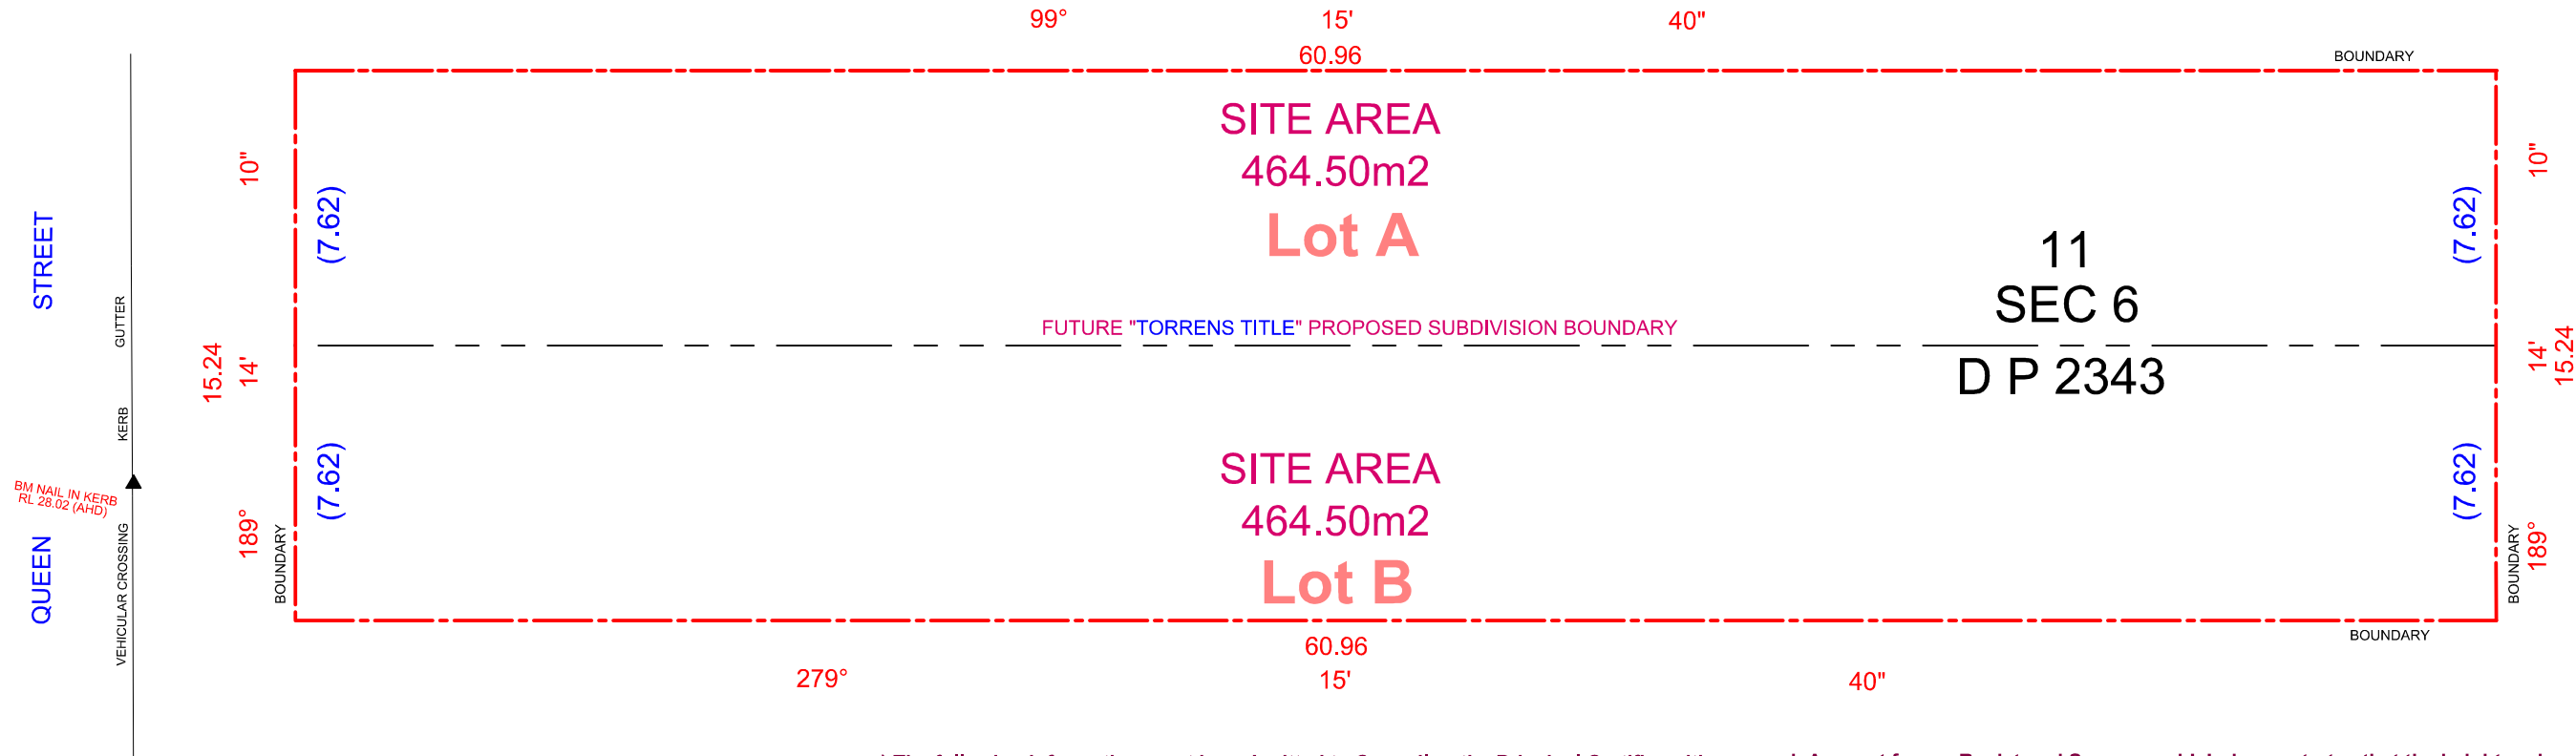 99° 15' 40"
60.96
BOUNDARY
SITE AREA
464.50m2
Lot A
10"
(7.62)
(7.62)
10"
STREET
GUTTER
11
SEC 6
FUTURE "TORRENS TITLE" PROPOSED SUBDIVISION BOUNDARY
15.24
14'
14'
15.24
D P 2343
KERB
SITE AREA
464.50m2
Lot B
(7.62)
(7.62)
BM NAIL IN KERB
RL 28.02 (AHD)
189°
189°
QUEEN
VEHICULAR CROSSING
BOUNDARY
BOUNDARY
60.96
BOUNDARY
279° 15' 40"